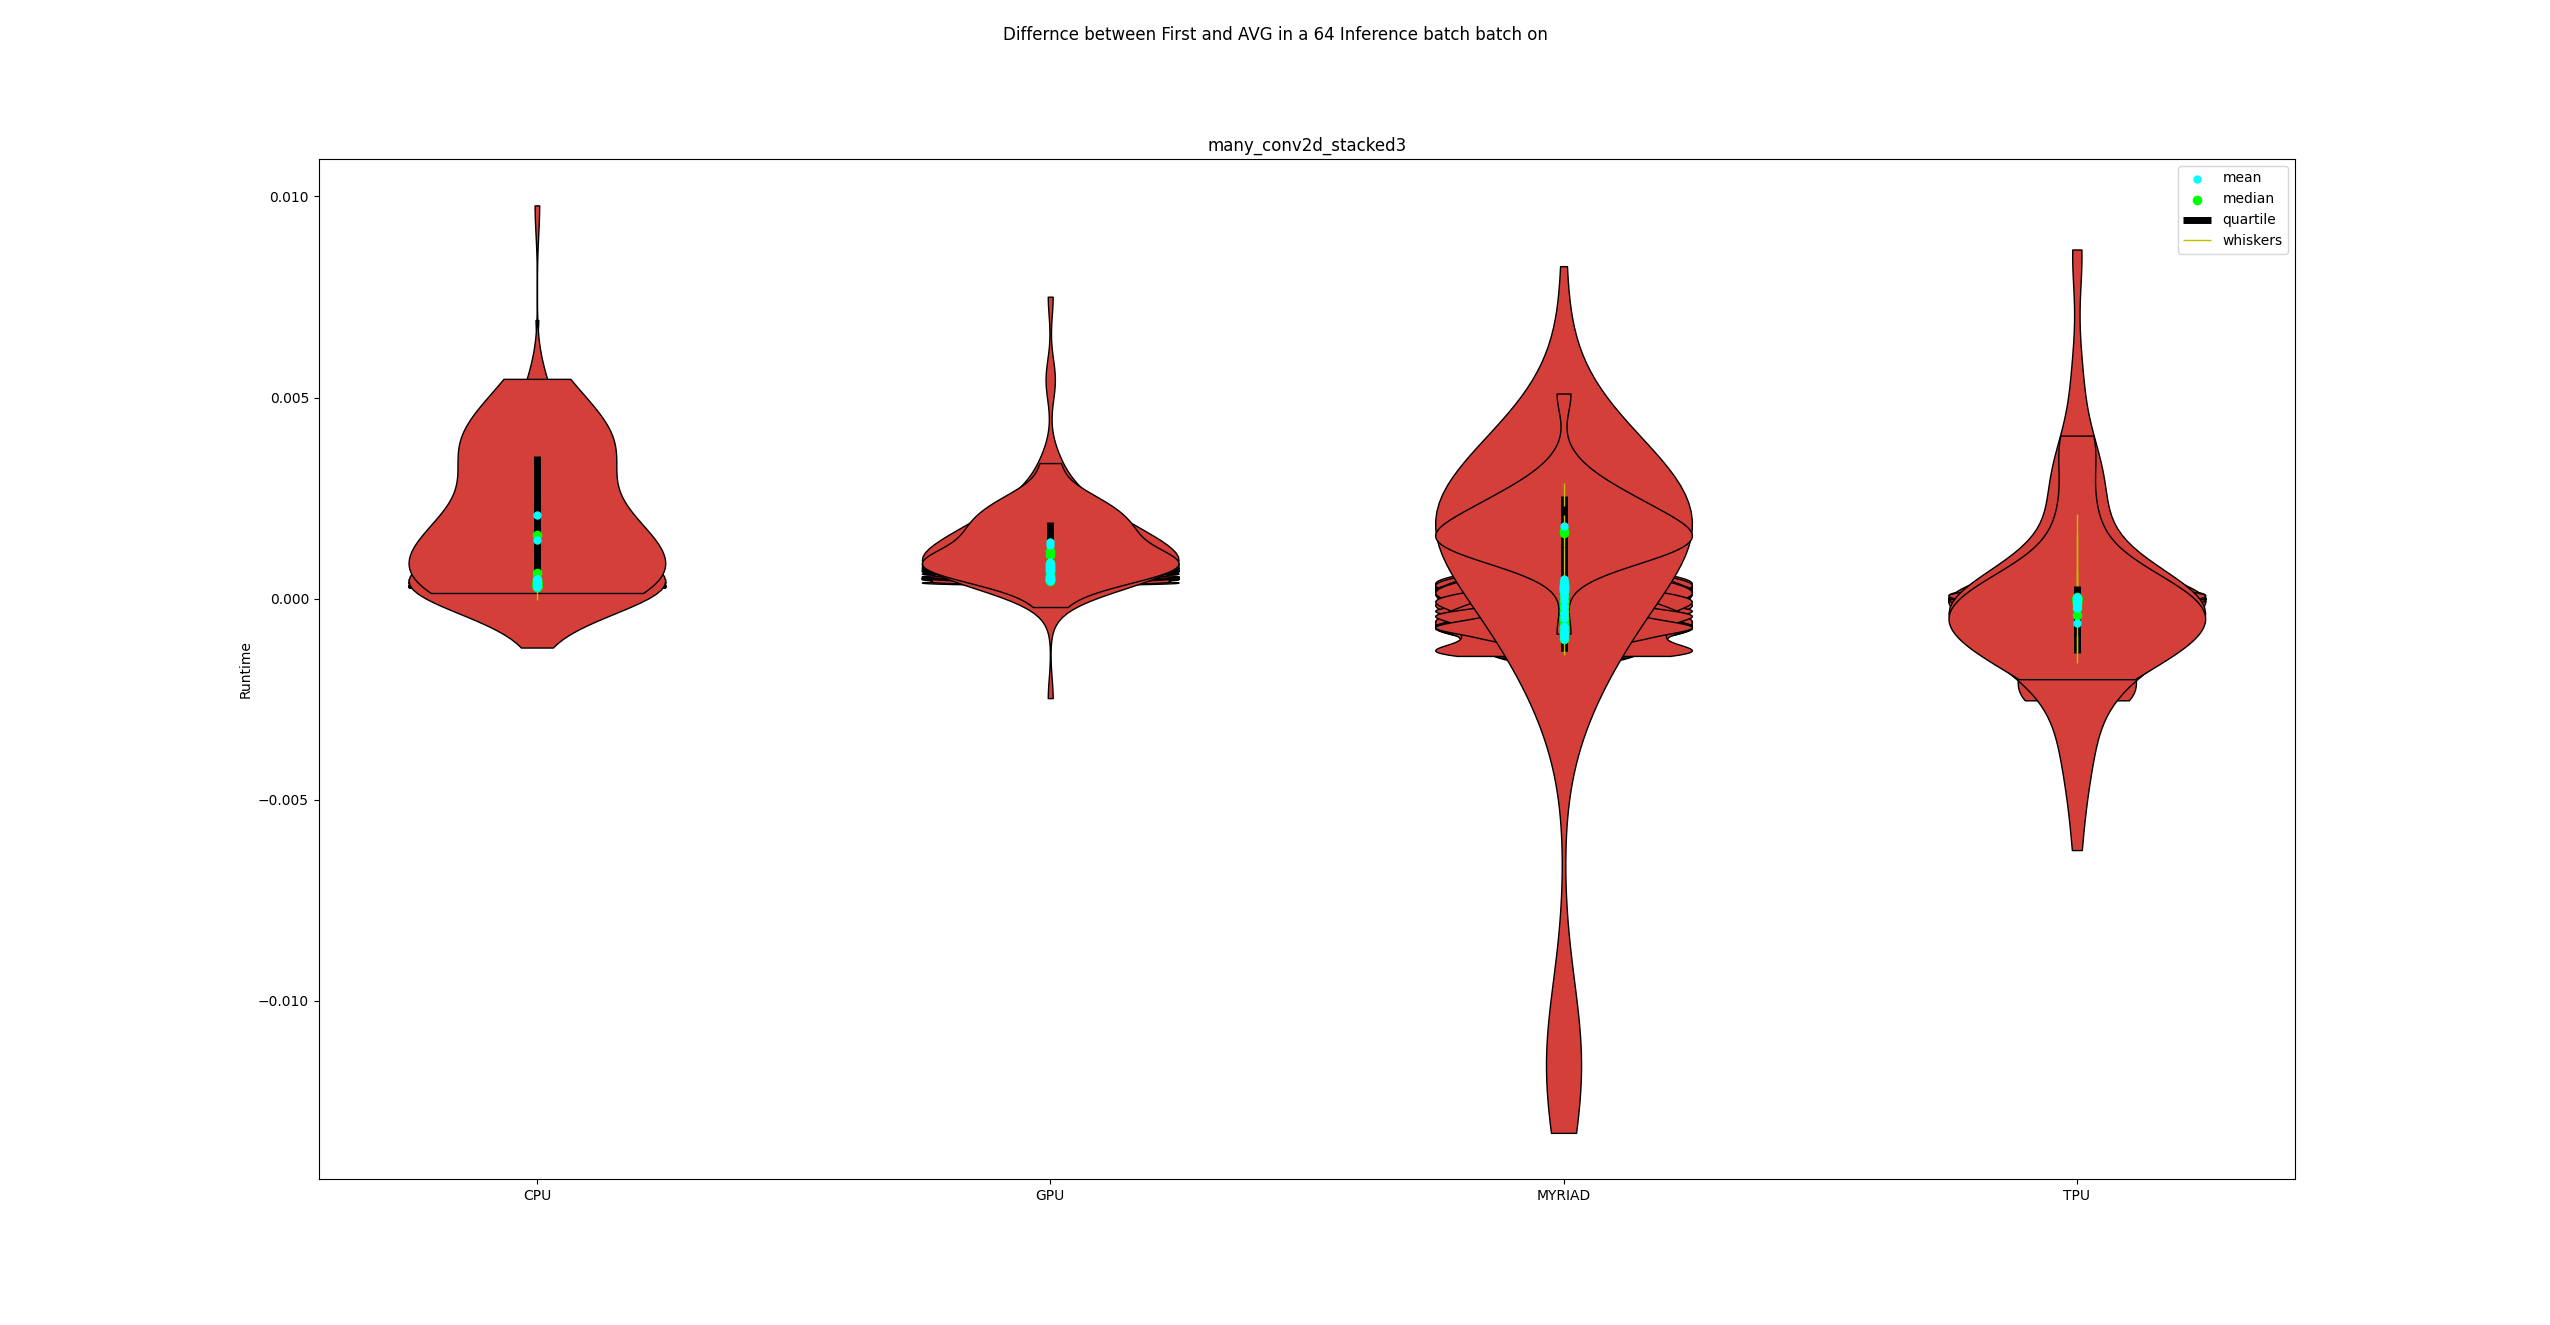 Differnce between First and AVG in a 64 Inference batch batch on
many_conv2d_stacked3
mean
median
quartile
whiskers
0.010
0.005
0.000
−0.005
−0.010
Runtime
CPU
GPU
MYRIAD
TPU